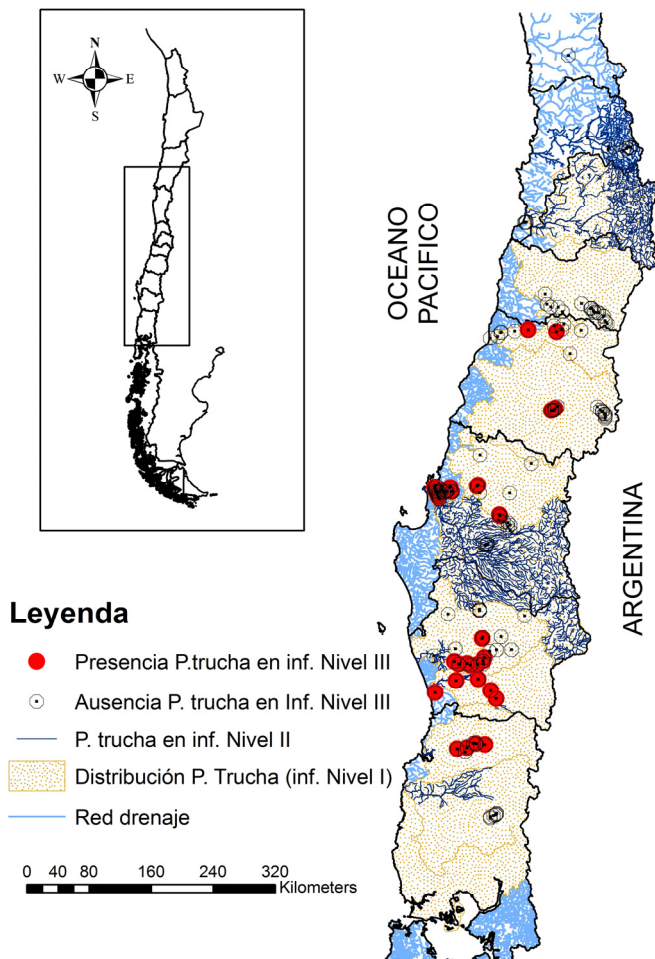 N
W E
S
OCEANO
PACIFICO
ARGENTINA
Leyenda
Presencia P.trucha en inf. Nivel III
Ausencia P. trucha en Inf. Nivel III
P. trucha en inf. Nivel II
Distribución P. Trucha (inf. Nivel I)
Red drenaje
0 40 80 160 240 320
Kilometers